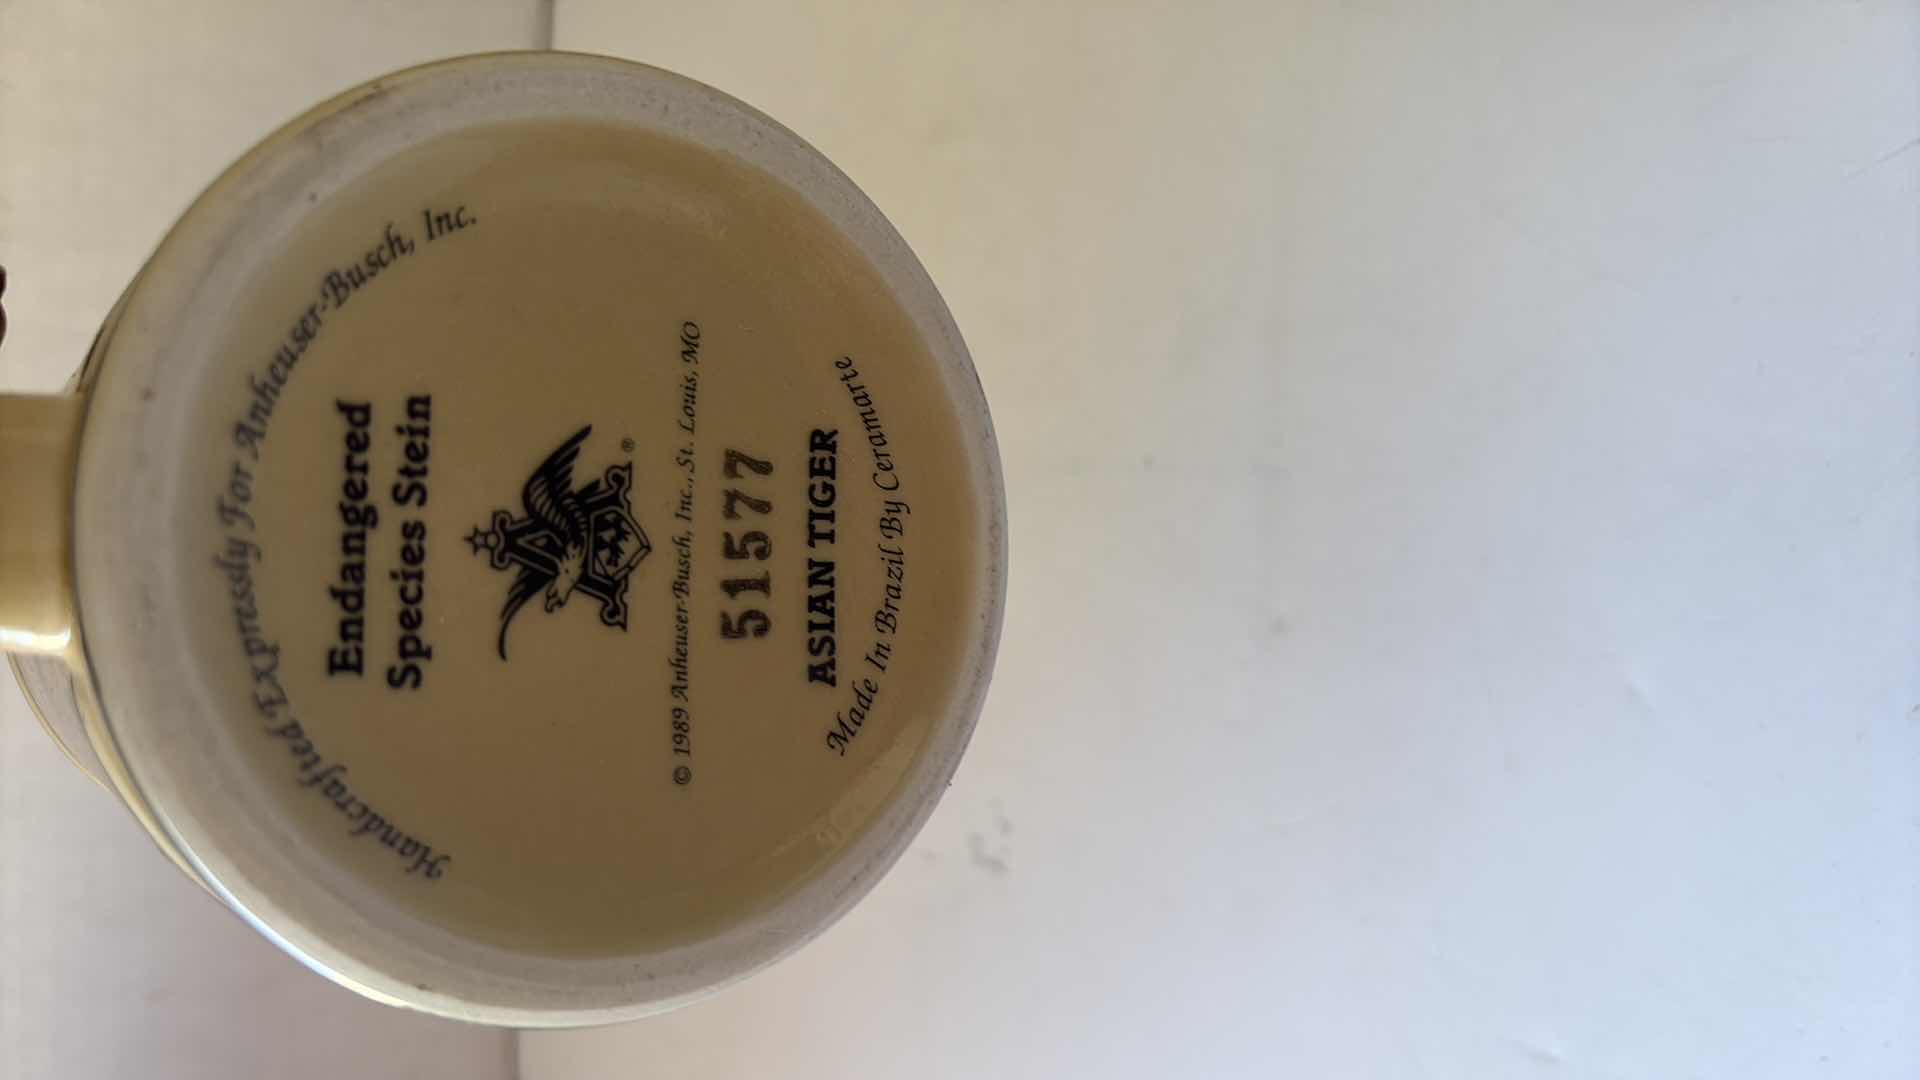 Handcrafted Expressly For Anheuser-Busch, Inc.
Endangered
Species Stein
A
®
© 1989 Anheuser-Busch, Inc., St. Louis, MO
51577
ASIAN TIGER
Made In Brazil By Ceramarte